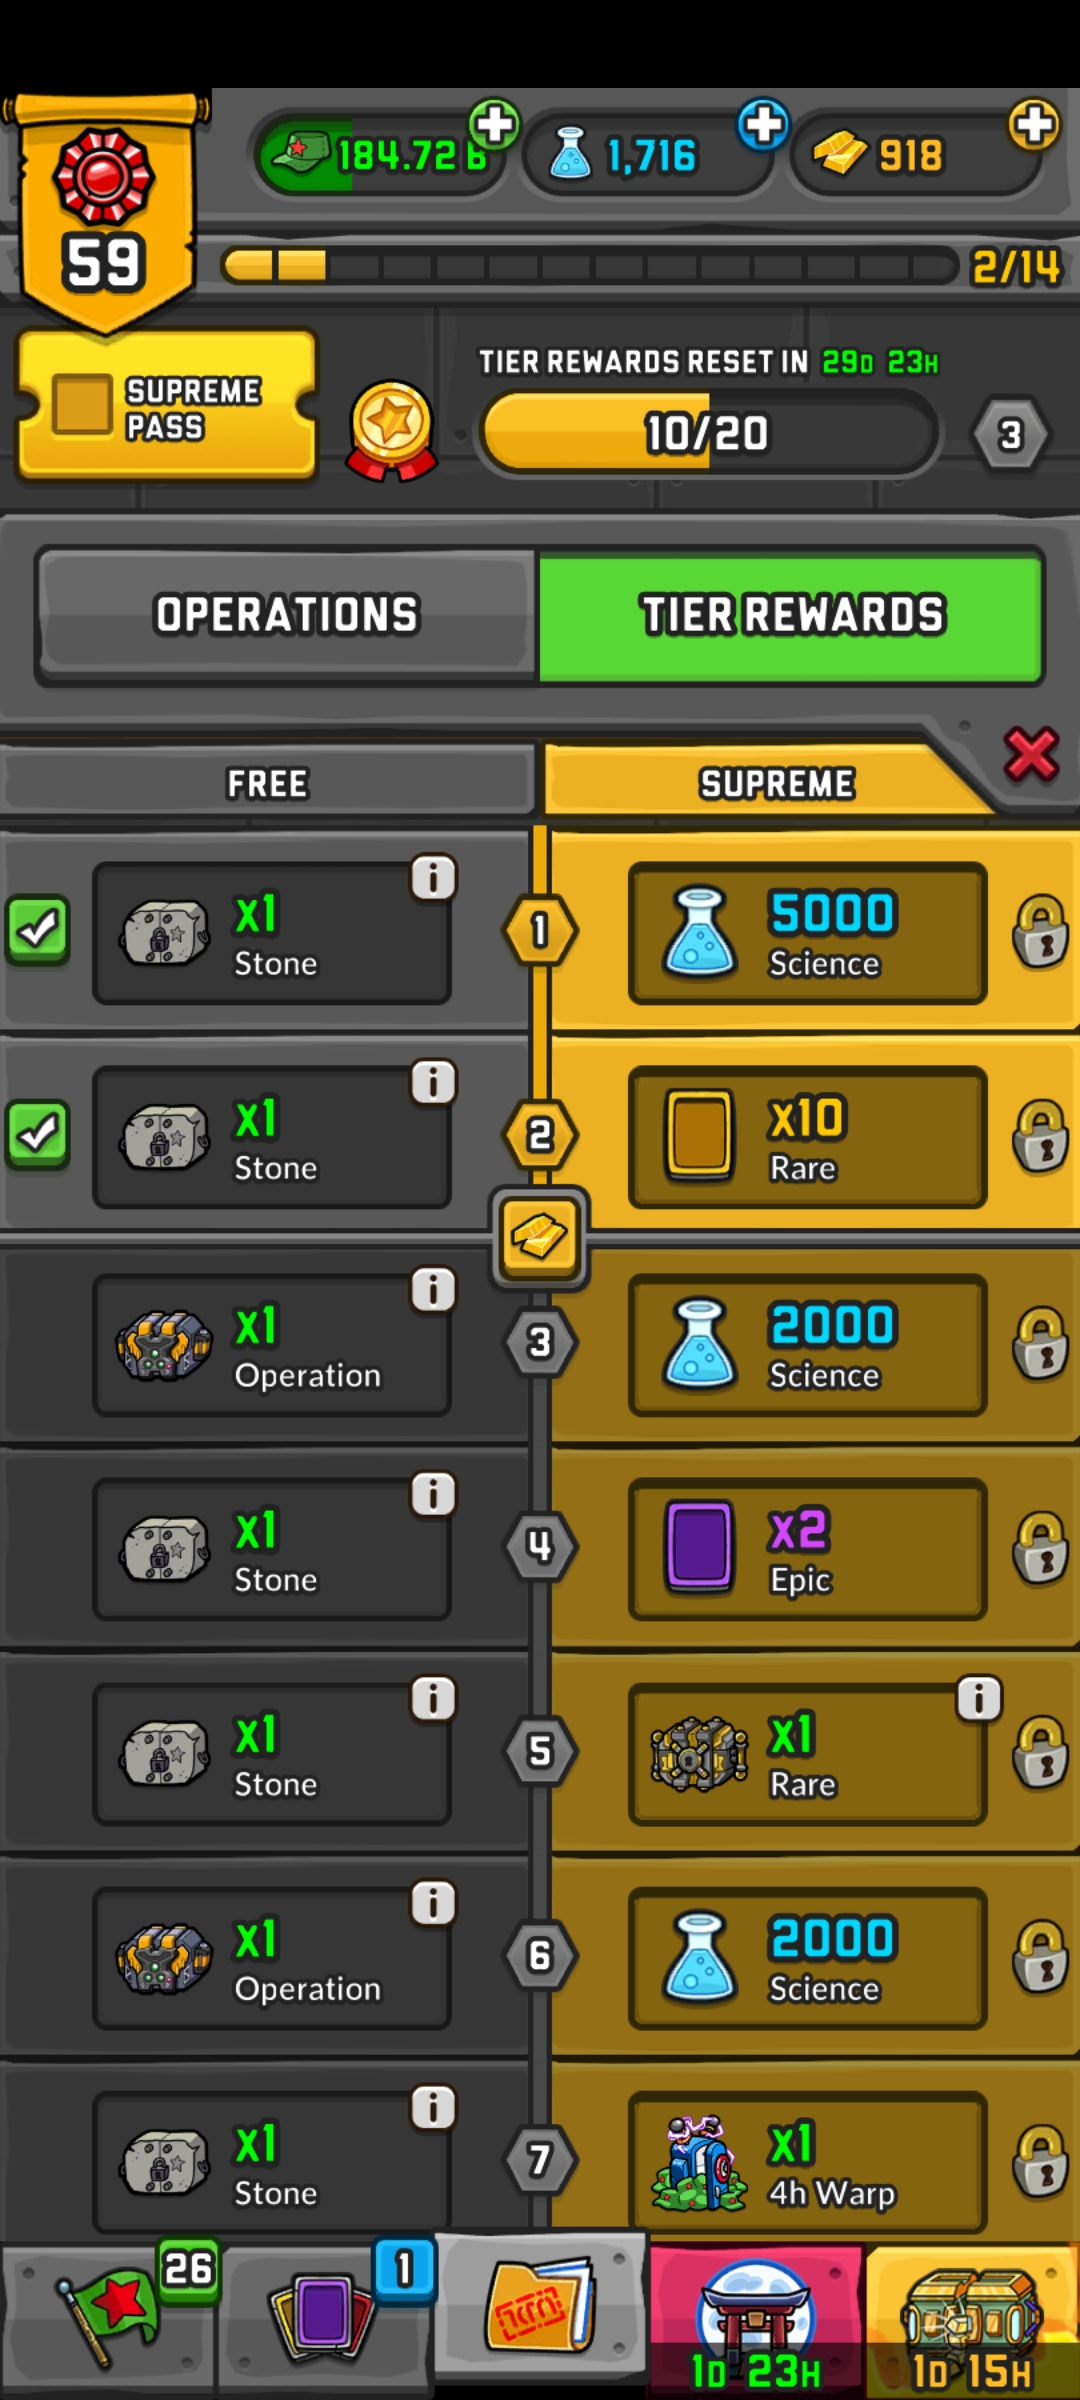 184.72 B
1,716
918
59
2/14
SUPREME
PASS
TIER REWARDS RESET IN 29D 23H
10/20
3
OPERATIONS
TIER REWARDS
FREE
SUPREME
i
x1
Stone
1
5000
Science
i
x1
Stone
2
x10
Rare
i
x1
Operation
3
2000
Science
i
x1
Stone
4
x2
Epic
i
x1
Stone
5
i
x1
Rare
i
x1
Operation
6
2000
Science
i
x1
Stone
7
x1
4h Warp
26
1
1D 23H
1D 15H